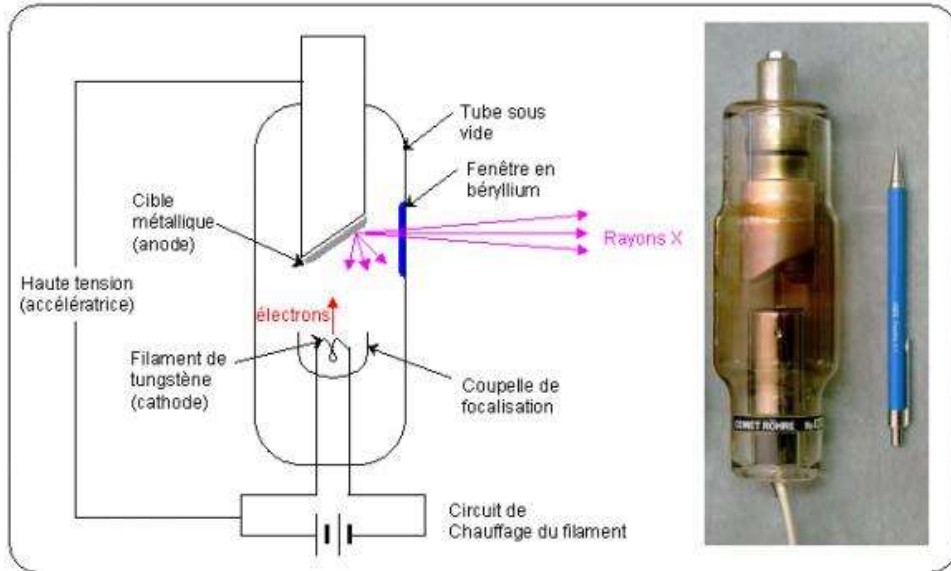 Tube sous
vide
Fenêtre en
béryllium
Cible
métallique
(anode)
Rayons X
Haute tension
(accélératrice)
électrons
Filament de
tungstène
(cathode)
Coupelle de
focalisation
Circuit de
Chauffage du filament
COMET RÖHRE